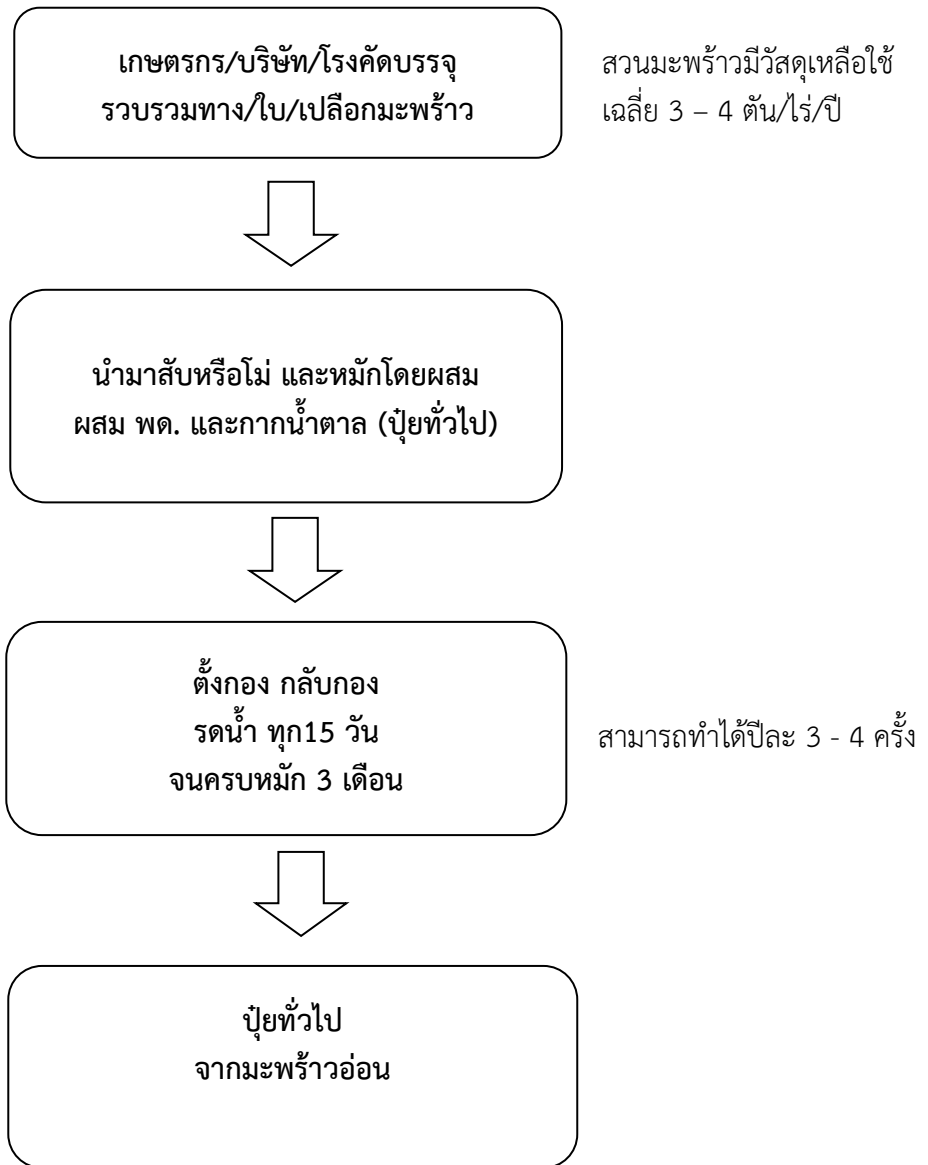 เกษตรกร/บริษัท/โรงคัดบรรจุ
รวบรวมทาง/ใบ/เปลือกมะพร้าว
สวนมะพร้าวมีวัสดุเหลือใช้
เฉลี่ย 3 – 4 ตัน/ไร่/ปี
นำมาสับหรือโม่ และหมักโดยผสม
ผสม พด. และกากน้ำตาล (ปุ๋ยทั่วไป)
ตั้งกอง กลับกอง
รดน้ำ ทุก15 วัน
จนครบหมัก 3 เดือน
สามารถทำได้ปีละ 3 - 4 ครั้ง
ปุ๋ยทั่วไป
จากมะพร้าวอ่อน